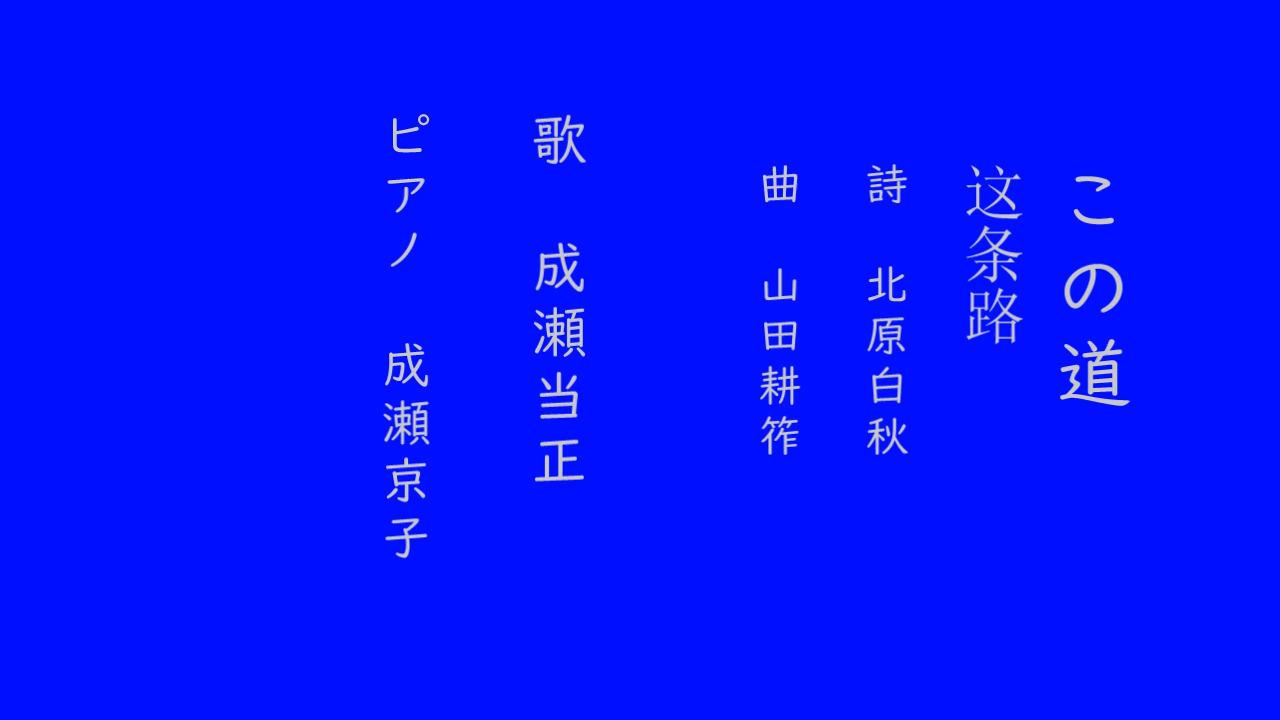 この道
这条路
詩 北原白秋
曲 山田耕筰
歌 成瀬当正
ピアノ 成瀬京子